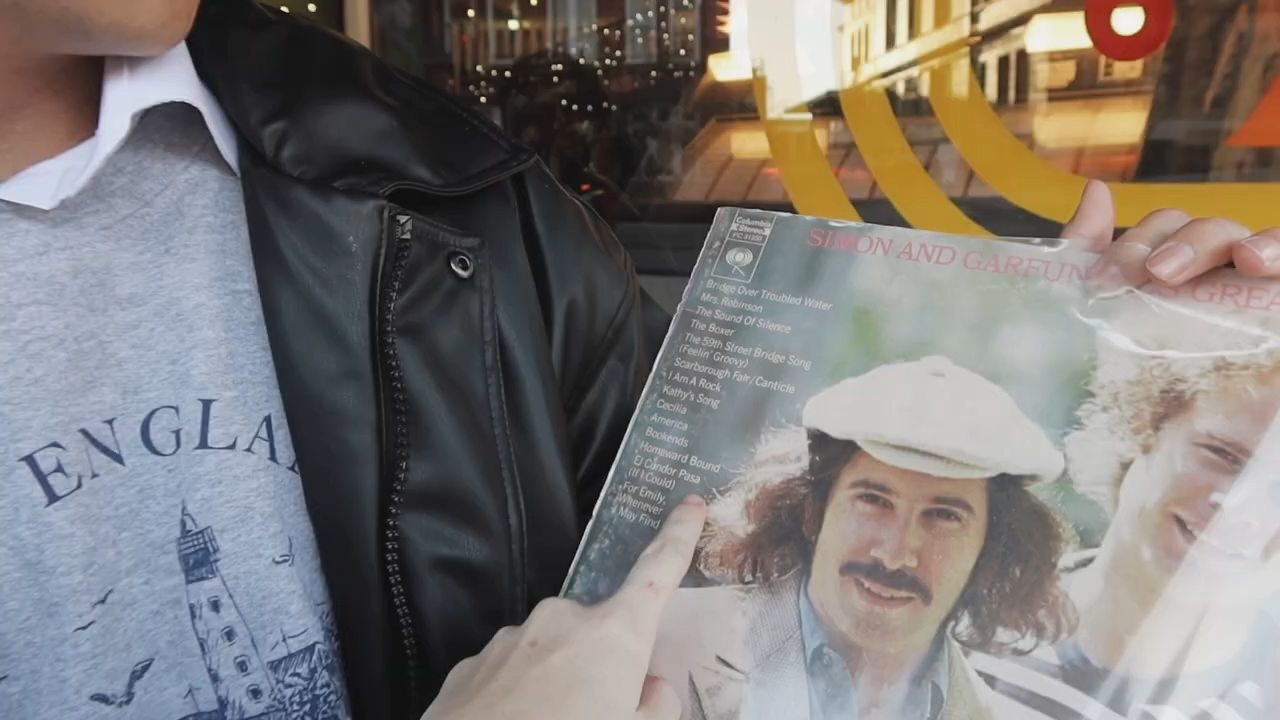 ENGLA
Columbia
Stereo
SIMON AND GARFUN
GREA
Bridge Over Troubled Water
Mrs. Robinson
The Sound Of Silence
The Boxer
The 59th Street Bridge Song
(Feelin' Groovy)
Scarborough Fair/Canticle
I Am A Rock
Kathy's Song
Cecilia
America
Bookends
Homeward Bound
El Condor Pasa
(If I Could)
For Emily,
Whenever
May Find